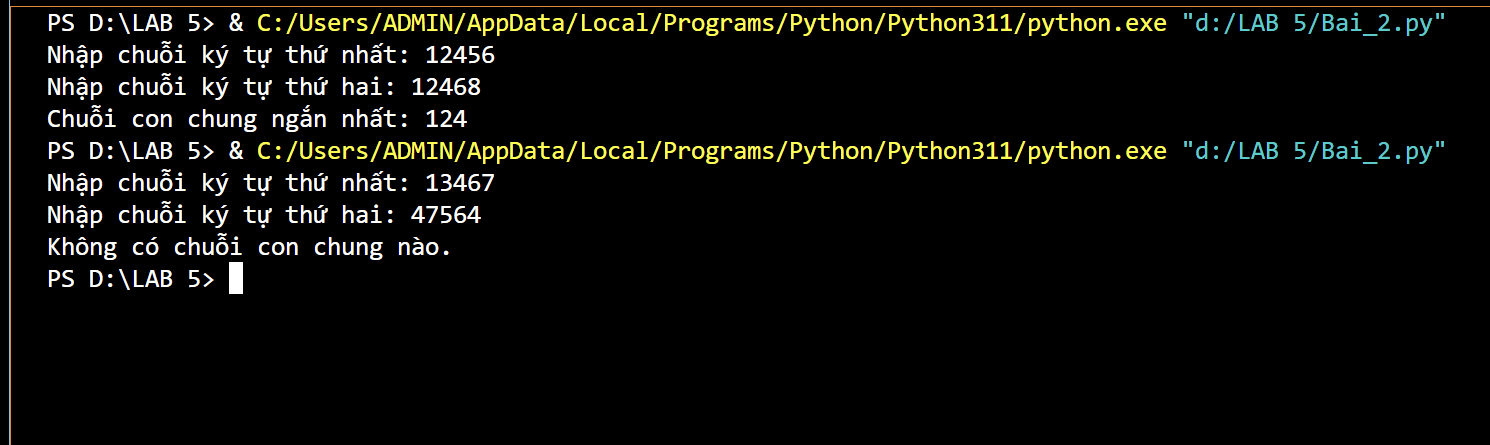 PS D:\LAB 5> & C:/Users/ADMIN/AppData/Local/Programs/Python/Python311/python.exe "d:/LAB 5/Bai_2.py"
Nhập chuỗi ký tự thứ nhất: 12456
Nhập chuỗi ký tự thứ hai: 12468
Chuỗi con chung ngắn nhất: 124
PS D:\LAB 5> & C:/Users/ADMIN/AppData/Local/Programs/Python/Python311/python.exe "d:/LAB 5/Bai_2.py"
Nhập chuỗi ký tự thứ nhất: 13467
Nhập chuỗi ký tự thứ hai: 47564
Không có chuỗi con chung nào.
PS D:\LAB 5>